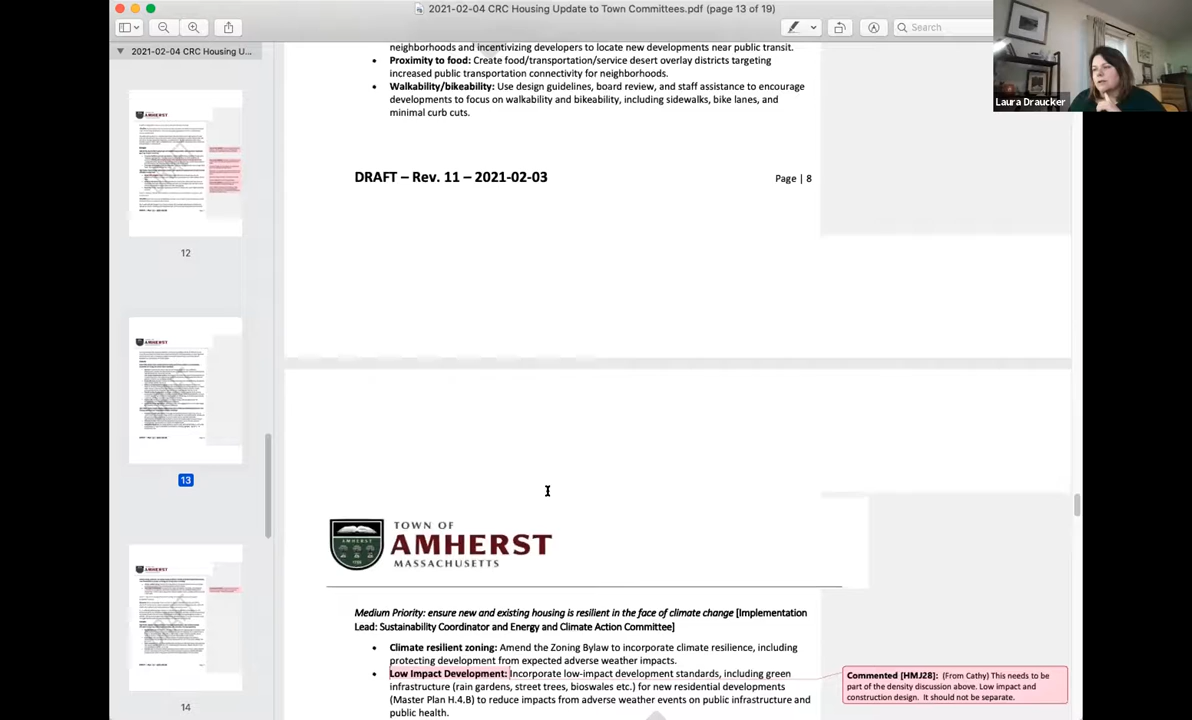 2021-02-04 CRC Housing Update to Town Committees.pdf (page 13 of 19)
Search
2021-02-04 CRC Housing U...
12
13
14
neighborhoods and incentivizing developers to locate new developments near public transit.
• Proximity to food: Create food/transportation/service desert overlay districts targeting
increased public transportation connectivity for neighborhoods.
• Walkability/bikeability: Use design guidelines, board review, and staff assistance to encourage
developments to focus on walkability and bikeability, including sidewalks, bike lanes, and
minimal curb cuts.
DRAFT – Rev. 11 – 2021-02-03
Page | 8
TOWN OF
AMHERST
MASSACHUSETTS
Medium Priority: ensure new and existing housing is resilient in the face of climate change [Implementation
Lead: Sustainability Coordinator and Energy and Climate Action Committee]
• Climate resilient zoning: Amend the Zoning Bylaw to incorporate climate resilience, including
protecting development from expected adverse weather impacts.
• Low Impact Development: Incorporate low-impact development standards, including green
infrastructure (rain gardens, street trees, bioswales etc.) for new residential developments
(Master Plan H.4.B) to reduce impacts from adverse weather events on public infrastructure and
public health.
Commented [HMJ28]: (From Cathy) This needs to be
part of the density discussion above. Low impact and
construction design. It should not be separate.
Laura Draucker